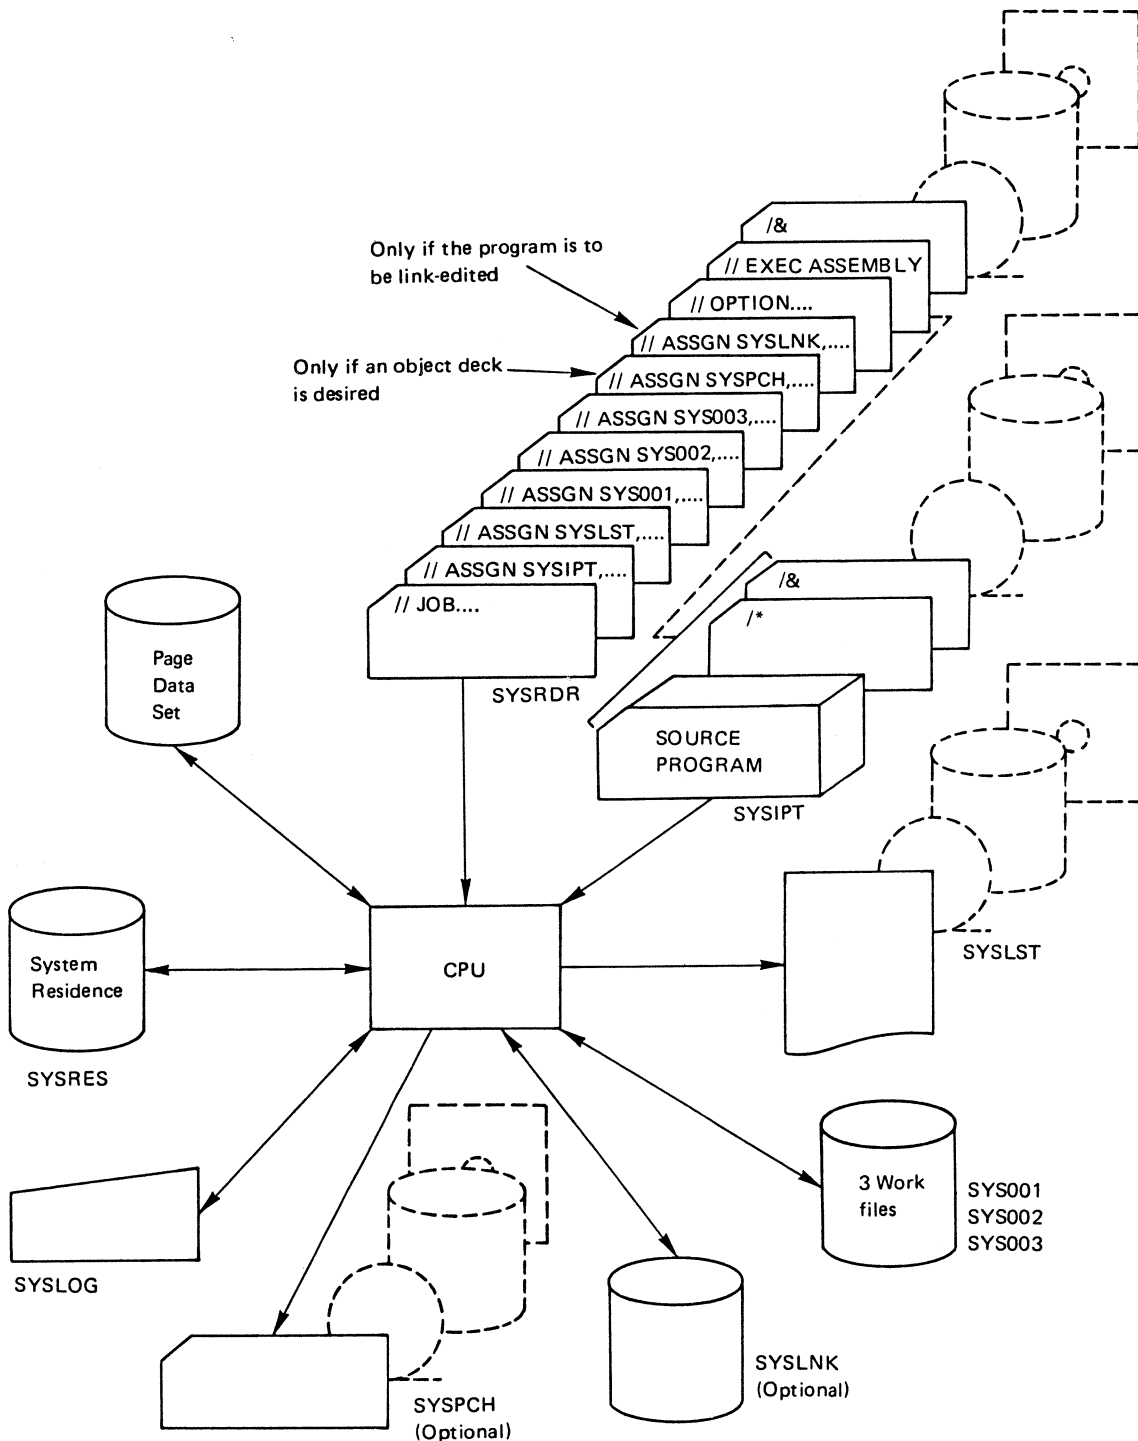 /&
// EXEC ASSEMBLY
// OPTION....
Only if the program is to
be link-edited
// ASSGN SYSLNK,....
Only if an object deck
is desired
// ASSGN SYSPCH,....
// ASSGN SYS003,....
// ASSGN SYS002,....
// ASSGN SYS001,....
// ASSGN SYSLST,....
// ASSGN SYSIPT,....
// JOB....
SYSRDR
/&
/*
SOURCE
PROGRAM
SYSIPT
Page
Data
Set
System
Residence
SYSRES
CPU
SYSLST
SYSLOG
SYSPCH
(Optional)
SYSLNK
(Optional)
3 Work
files
SYS001
SYS002
SYS003